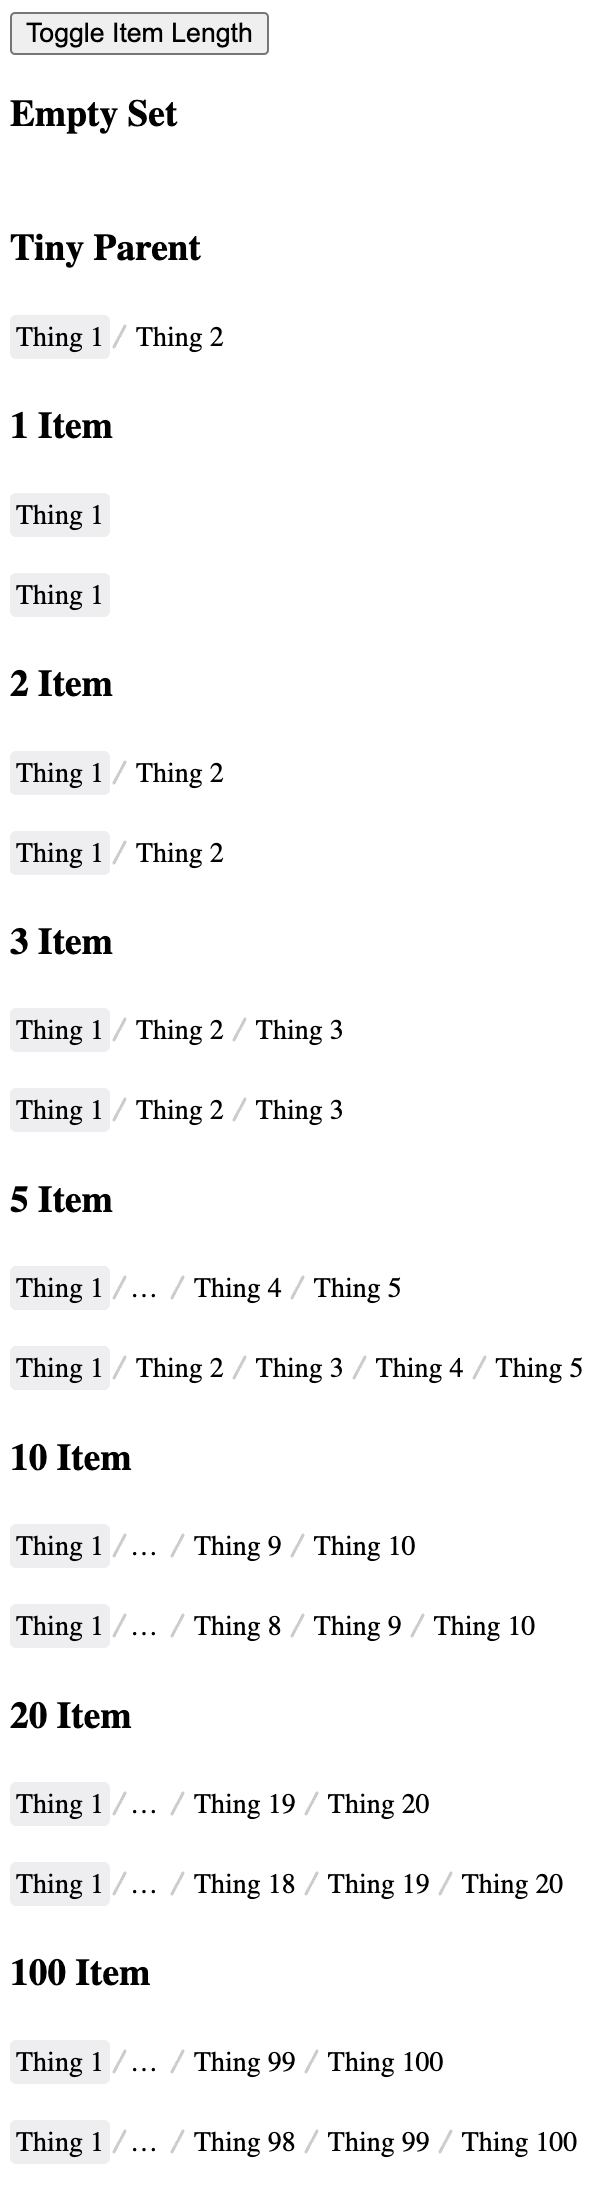 Toggle Item Length
Empty Set
Tiny Parent
Thing 1 / Thing 2
1 Item
Thing 1
Thing 1
2 Item
Thing 1 / Thing 2
Thing 1 / Thing 2
3 Item
Thing 1 / Thing 2 / Thing 3
Thing 1 / Thing 2 / Thing 3
5 Item
Thing 1 / … / Thing 4 / Thing 5
Thing 1 / Thing 2 / Thing 3 / Thing 4 / Thing 5
10 Item
Thing 1 / … / Thing 9 / Thing 10
Thing 1 / … / Thing 8 / Thing 9 / Thing 10
20 Item
Thing 1 / … / Thing 19 / Thing 20
Thing 1 / … / Thing 18 / Thing 19 / Thing 20
100 Item
Thing 1 / … / Thing 99 / Thing 100
Thing 1 / … / Thing 98 / Thing 99 / Thing 100